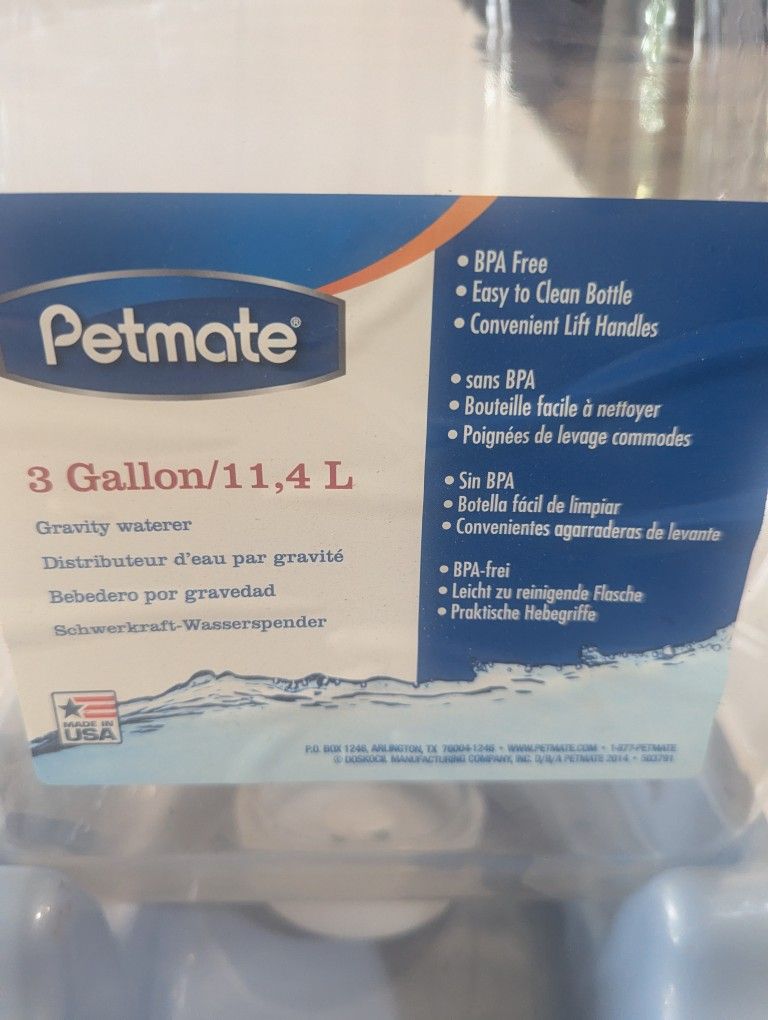 Petmate®
3 Gallon/11,4 L
Gravity waterer
Distributeur d'eau par gravité
Bebedero por gravedad
Schwerkraft-Wasserspender
MADE IN
USA
• BPA Free
• Easy to Clean Bottle
• Convenient Lift Handles
• sans BPA
• Bouteille facile à nettoyer
• Poignées de levage commodes
• Sin BPA
• Botella fácil de limpiar
• Convenientes agarraderas de levante
• BPA-frei
• Leicht zu reinigende Flasche
• Praktische Hebegriffe
P.O. BOX 1246, ARLINGTON, TX 76004-1246 • WWW.PETMATE.COM • 1-877-PETMATE
© DOSKOCIL MANUFACTURING COMPANY, INC. D/B/A PETMATE 2014 • 503791